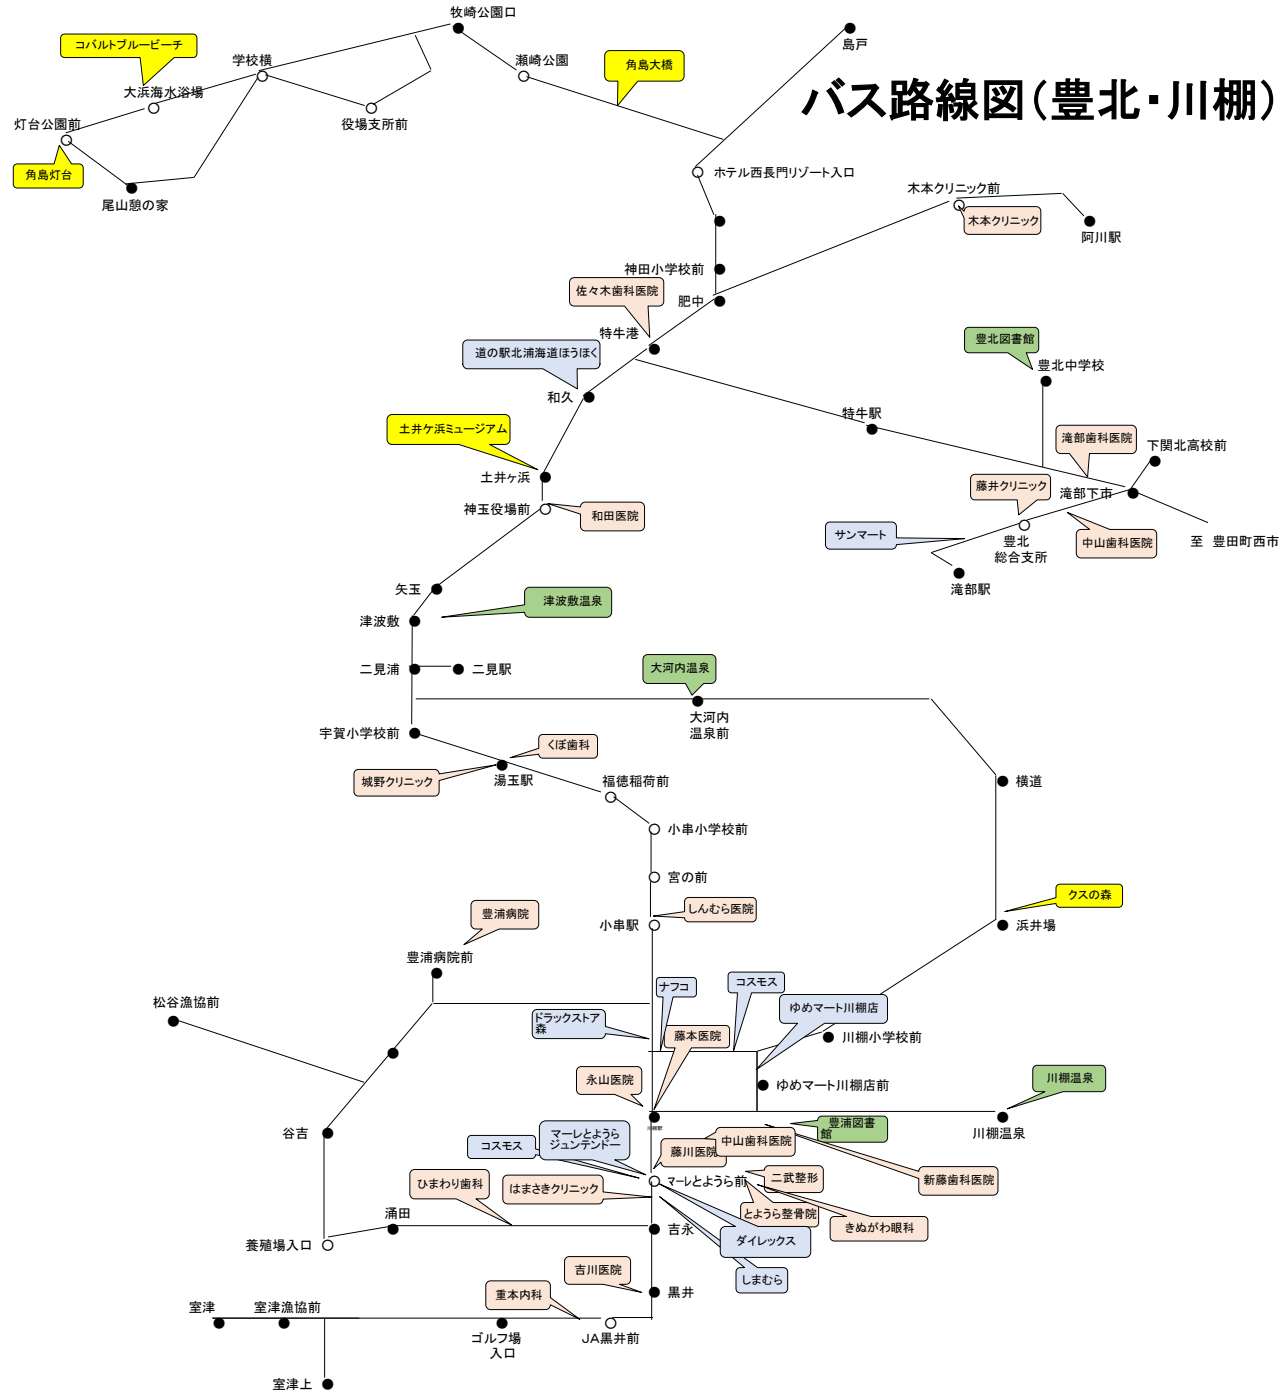 バス路線図(豊北・川棚)
牧崎公園口
島戸
コバルトブルービーチ
学校横
瀬崎公園
角島大橋
大浜海水浴場
灯台公園前
役場支所前
角島灯台
尾山憩の家
ホテル西長門リゾート入口
木本クリニック前
木本クリニック
阿川駅
神田小学校前
佐々木歯科医院
肥中
特牛港
道の駅北浦海道ほうほく
和久
豊北図書館
豊北中学校
特牛駅
土井ケ浜ミュージアム
滝部歯科医院
下関北高校前
土井ヶ浜
藤井クリニック
滝部下市
神玉役場前
和田医院
サンマート
豊北
総合支所
中山歯科医院
至 豊田町西市
滝部駅
矢玉
津波敷温泉
津波敷
二見浦
二見駅
大河内温泉
大河内
温泉前
宇賀小学校前
くぼ歯科
城野クリニック
湯玉駅
福徳稲荷前
横道
小串小学校前
宮の前
クスの森
しんむら医院
小串駅
浜井場
豊浦病院
豊浦病院前
松谷漁協前
ナフコ
コスモス
ゆめマート川棚店
ドラックストア
森
藤本医院
川棚小学校前
永山医院
ゆめマート川棚店前
川棚温泉
川棚駅
川棚温泉
谷吉
豊浦図書
館
マーレとようら
ジュンテンドー
コスモス
藤川医院
中山歯科医院
新藤歯科医院
二武整形
ひまわり歯科
はまさきクリニック
マーレとようら前
とようら整骨院
きぬがわ眼科
涌田
吉永
ダイレックス
養殖場入口
しまむら
吉川医院
黒井
重本内科
室津
室津漁協前
ゴルフ場
入口
JA黒井前
室津上